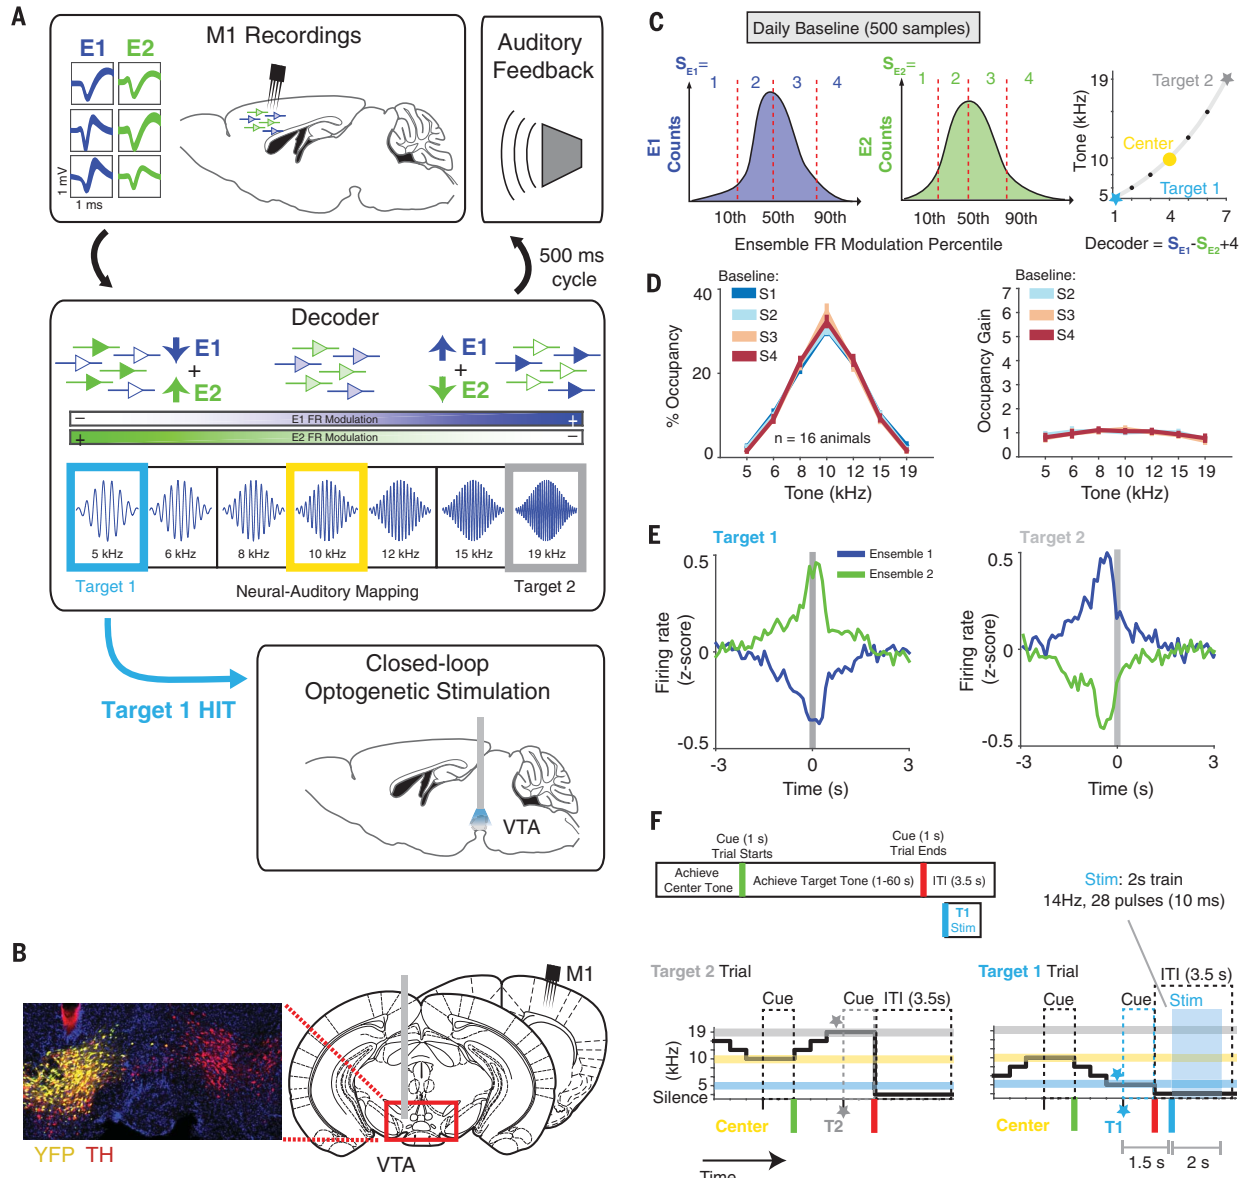 A
M1 Recordings
E1 E2
1 mV
1 ms
Auditory
Feedback
500 ms
cycle
Decoder
E1
+
E2
E1
+
E2
− E1 FR Modulation +
+ E2 FR Modulation −
5 kHz 6 kHz 8 kHz 10 kHz 12 kHz 15 kHz 19 kHz
Target 1 Neural-Auditory Mapping Target 2
Target 1 HIT
Closed-loop
Optogenetic Stimulation
VTA
B
M1
YFP TH
VTA
C
Daily Baseline (500 samples)
S_E1= 1 2 3 4
E1
Counts
10th 50th 90th
S_E2= 1 2 3 4
E2
Counts
10th 50th 90th
Ensemble FR Modulation Percentile
Tone (kHz)
19
10
5
Target 2
Center
Target 1
1 4 7
Decoder = S_E1-S_E2+4
D
Baseline:
S1
S2
S3
S4
% Occupancy
40
20
0
n = 16 animals
5 6 8 10 12 15 19
Tone (kHz)
Baseline:
S2
S3
S4
Occupancy Gain
7
6
5
4
3
2
1
0
5 6 8 10 12 15 19
Tone (kHz)
E
Target 1
Ensemble 1
Ensemble 2
Firing rate
(z-score)
0.5
0
-0.5
-3 0 3
Time (s)
Target 2
Firing rate
(z-score)
0.5
0
-0.5
-3 0 3
Time (s)
F
Cue (1 s)
Trial Starts
Cue (1 s)
Trial Ends
Achieve
Center Tone
Achieve Target Tone (1-60 s)
ITI (3.5 s)
T1
Stim
Stim: 2s train
14Hz, 28 pulses (10 ms)
Target 2 Trial
Cue Cue ITI (3.5s)
19
10
5
Silence
(kHz)
Center T2
Time
Target 1 Trial
ITI (3.5 s)
Cue Cue Stim
Center T1
1.5 s 2 s